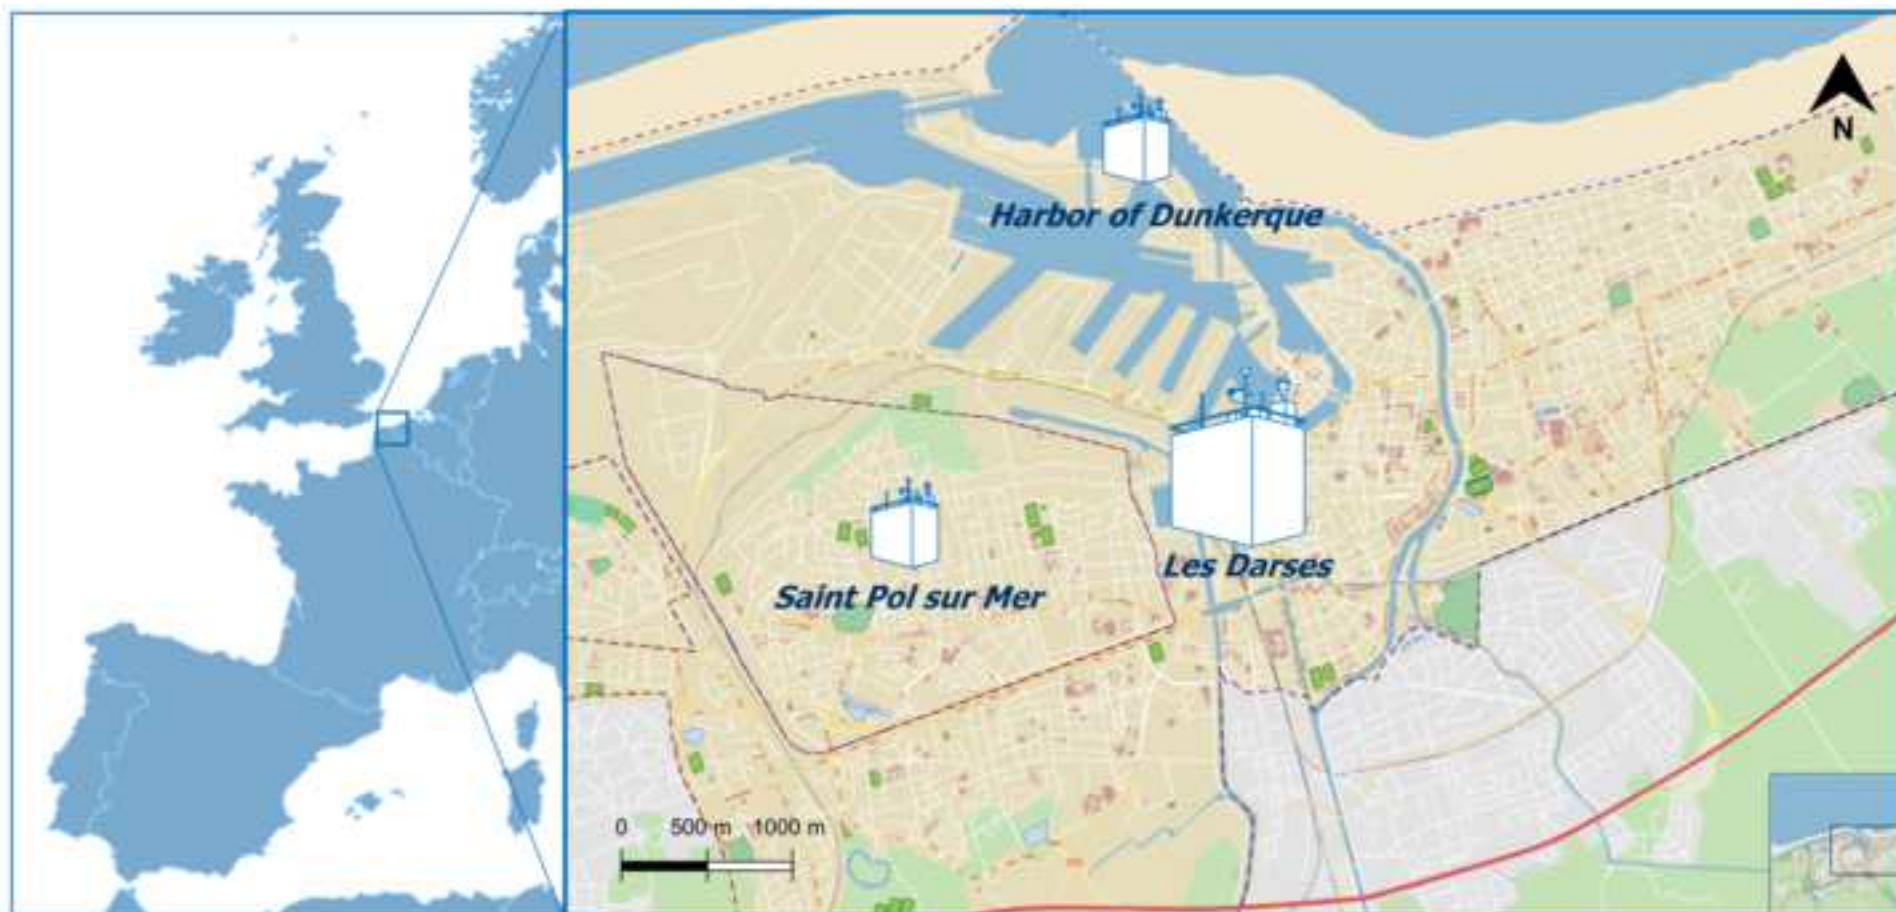 N
Harbor of Dunkerque
Les Darses
Saint Pol sur Mer
0 500 m 1000 m